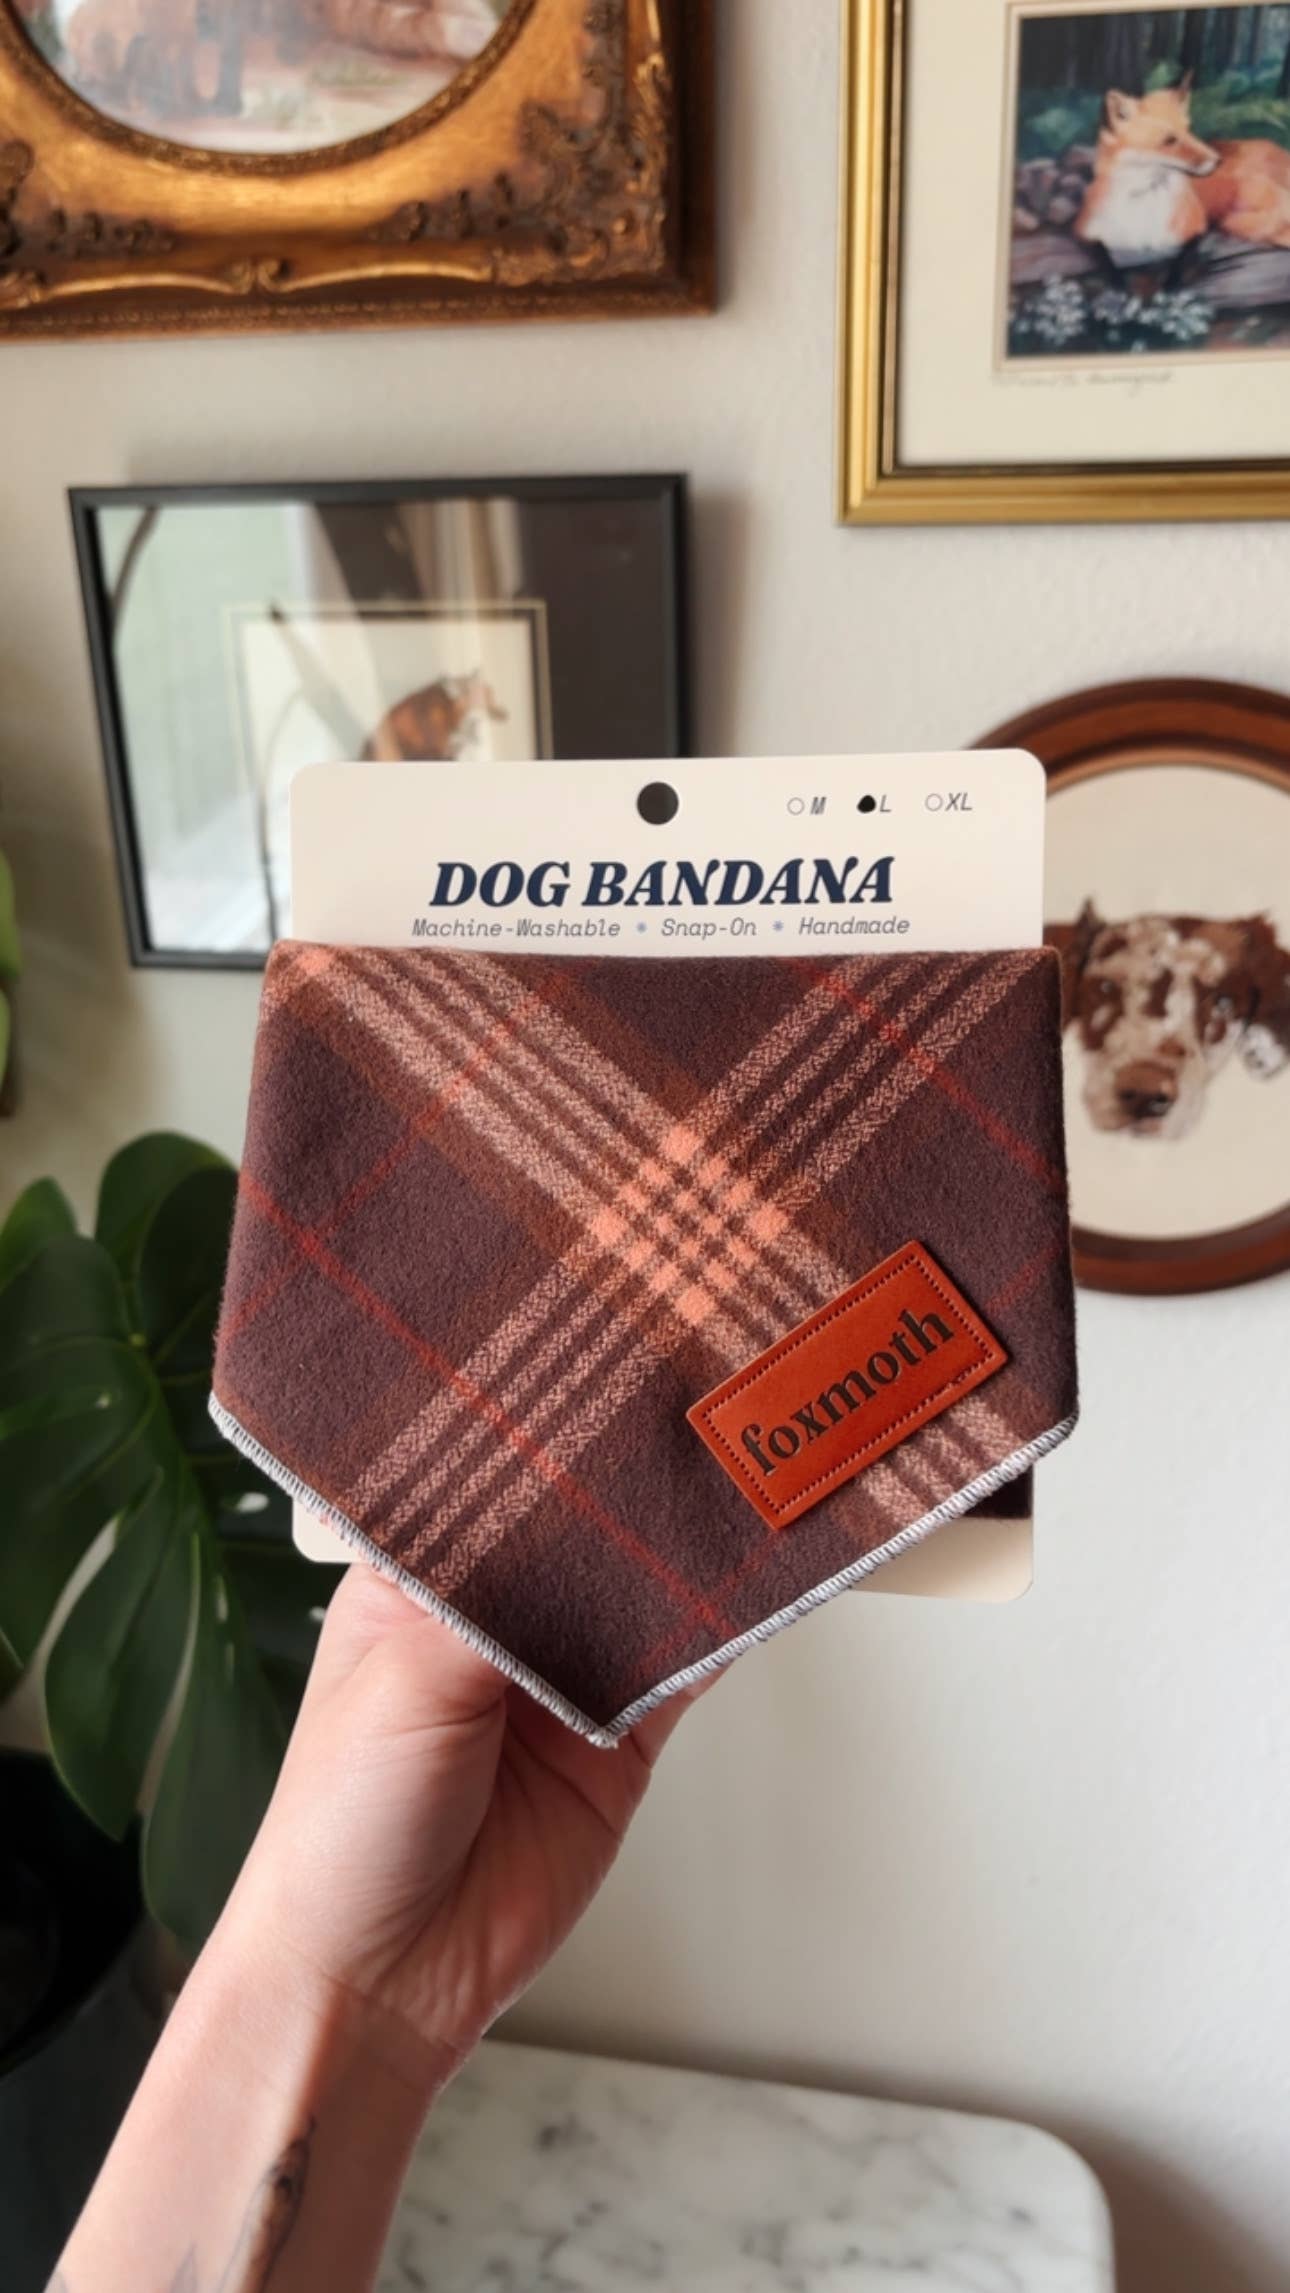 M L XL
DOG BANDANA
Machine-Washable * Snap-On * Handmade
foxmoth